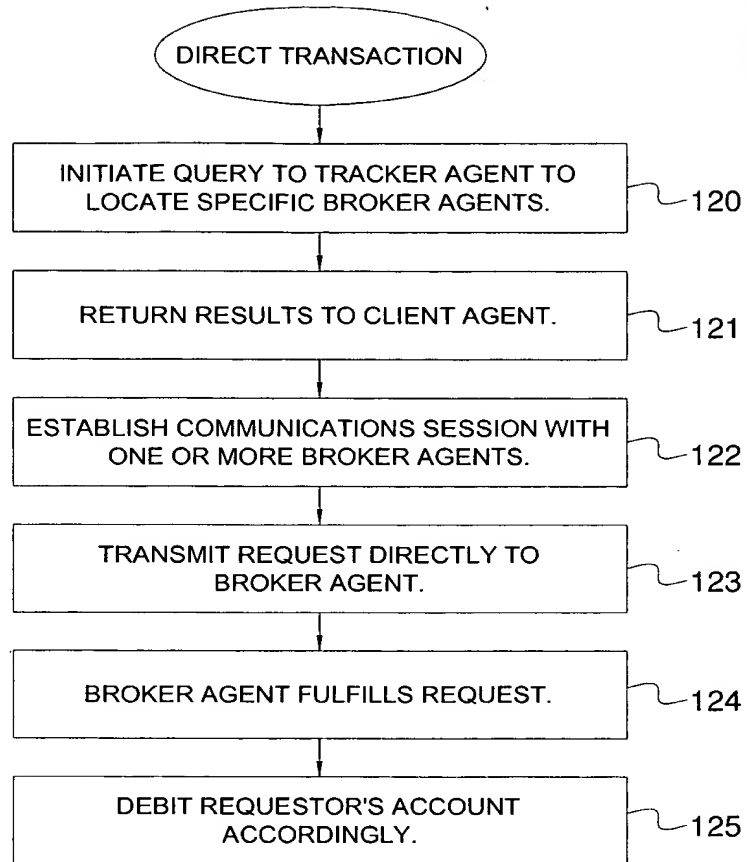 DIRECT TRANSACTION
INITIATE QUERY TO TRACKER AGENT TO
LOCATE SPECIFIC BROKER AGENTS.
120
RETURN RESULTS TO CLIENT AGENT.
121
ESTABLISH COMMUNICATIONS SESSION WITH
ONE OR MORE BROKER AGENTS.
122
TRANSMIT REQUEST DIRECTLY TO
BROKER AGENT.
123
BROKER AGENT FULFILLS REQUEST.
124
DEBIT REQUESTOR'S ACCOUNT
ACCORDINGLY.
125